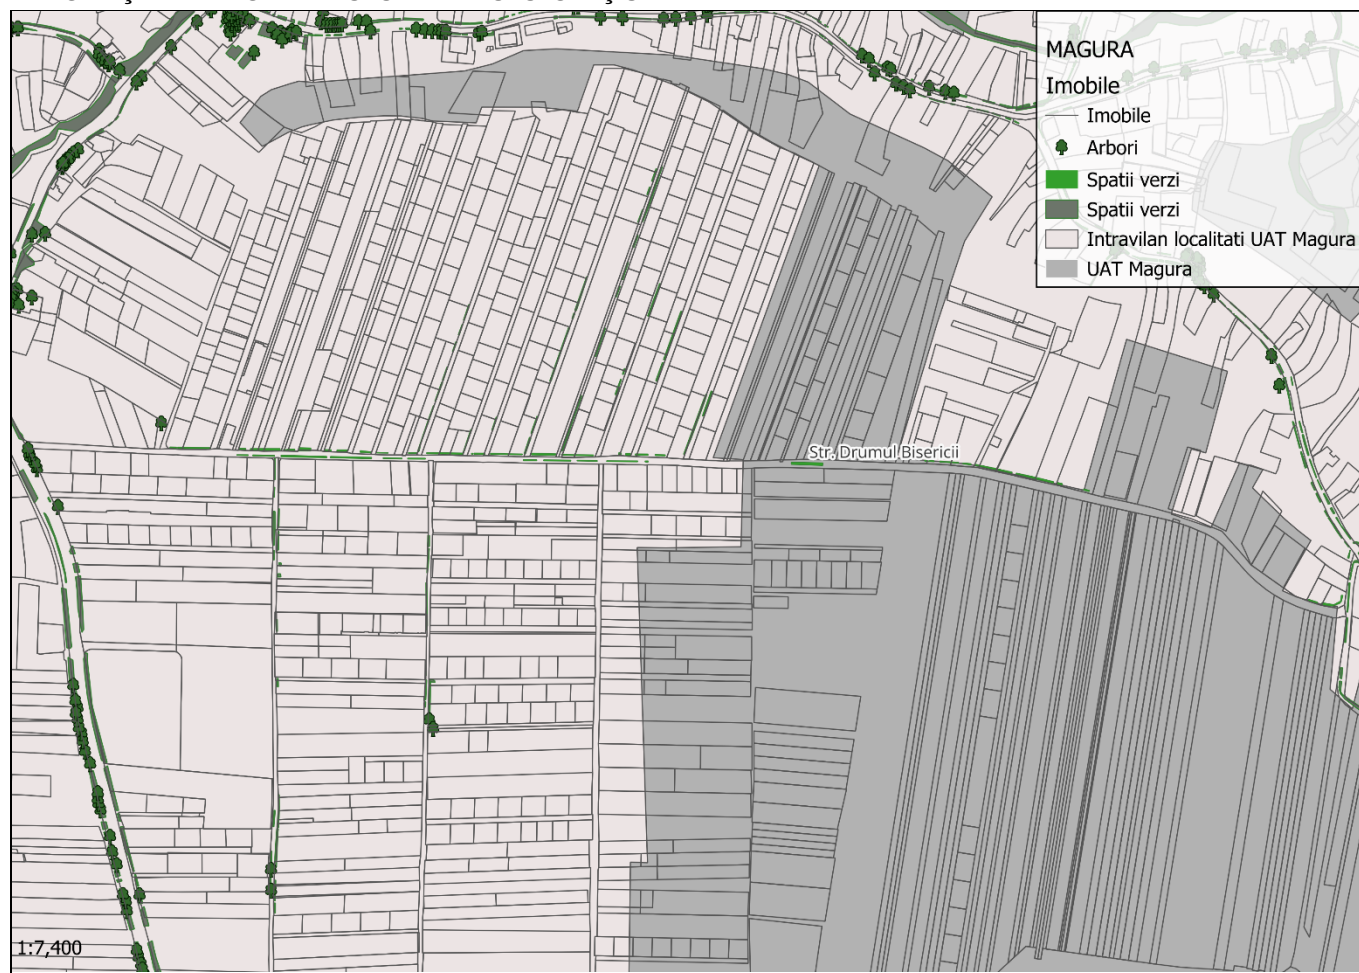 MAGURA
Imobile
Imobile
Arbori
Spatii verzi
Spatii verzi
Intravilan localitati UAT Magura
UAT Magura
Str. Drumul Bisericii
1:7,400